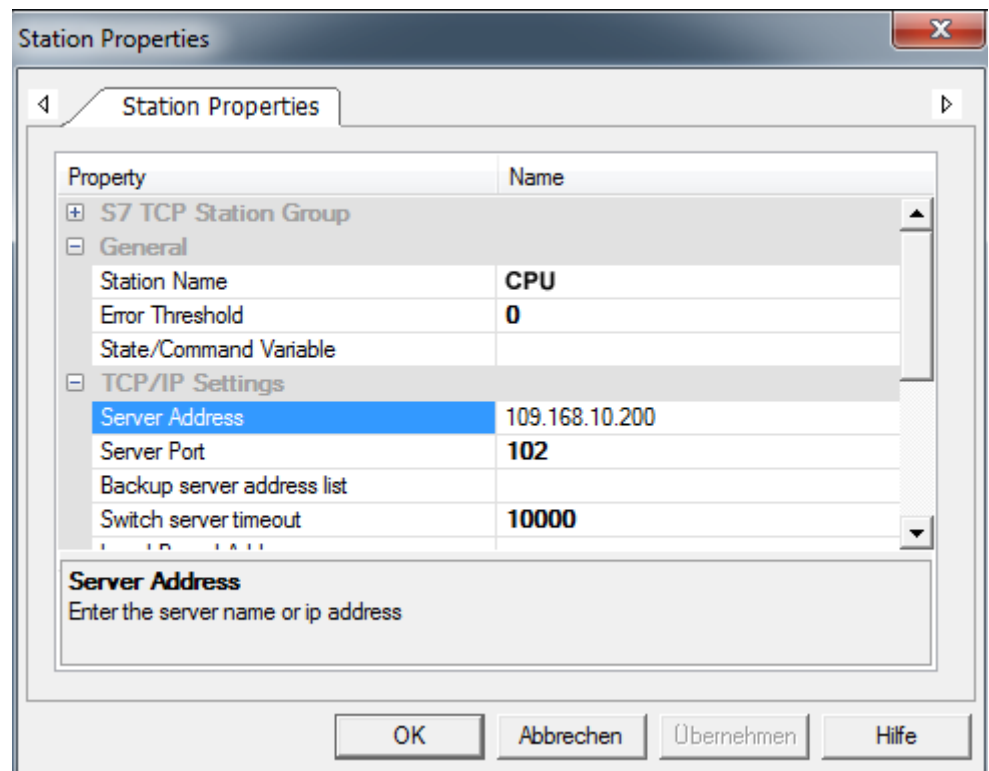 Station Properties
Station Properties
Property Name
S7 TCP Station Group
General
Station Name CPU
Error Threshold 0
State/Command Variable
TCP/IP Settings
Server Address 109.168.10.200
Server Port 102
Backup server address list
Switch server timeout 10000
Server Address
Enter the server name or ip address
OK Abbrechen Übernehmen Hilfe